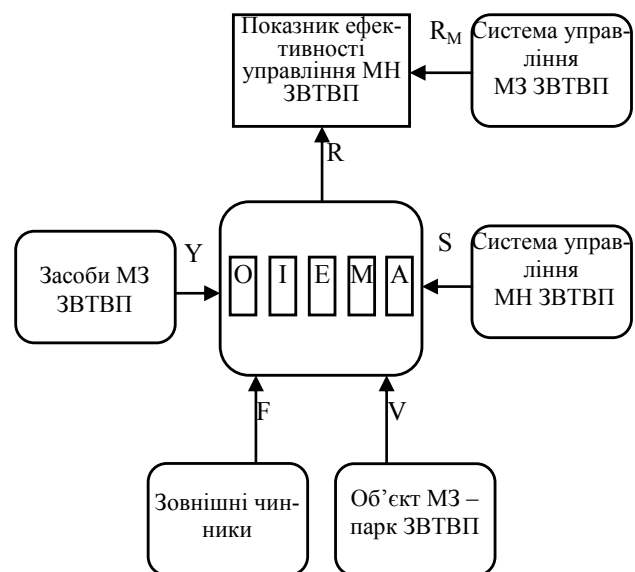 Показник ефек-
тивності
управління МН
ЗВТВП
R_M
Система управ-
ління
МЗ ЗВТВП
R
Засоби МЗ
ЗВТВП
Y
O I E M A
S
Система управ-
ління
МН ЗВТВП
F
V
Зовнішні чин-
ники
Об’єкт МЗ –
парк ЗВТВП